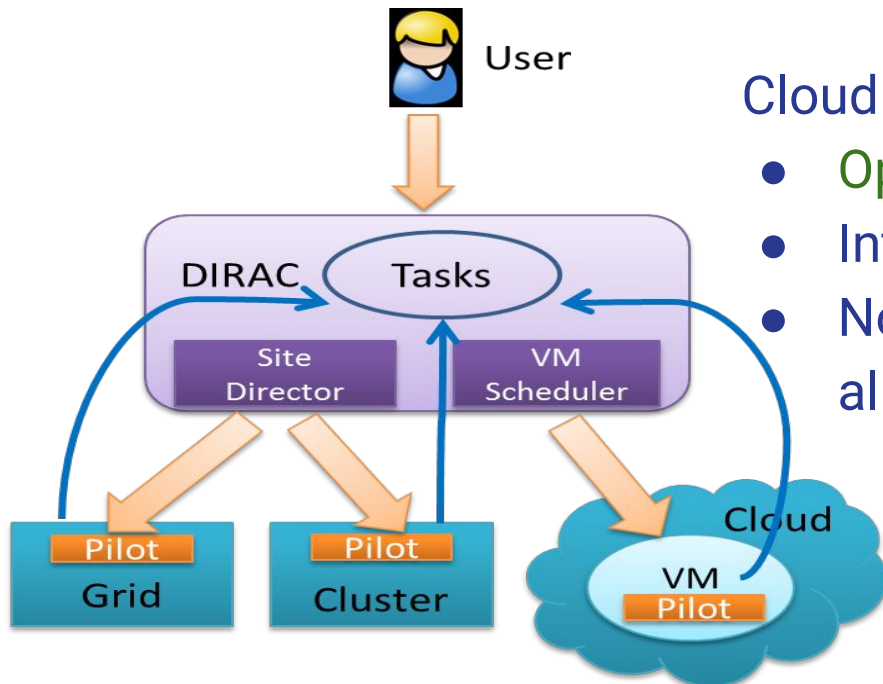 User
Cloud
DIRAC
Tasks
Site
Director
VM
Scheduler
Pilot
Grid
Pilot
Cluster
Cloud
VM
Pilot